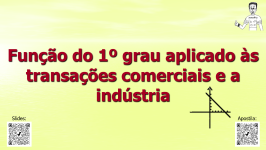 Função do 1º grau aplicado às
transações comerciais e a
indústria
Slides:
Apostila: